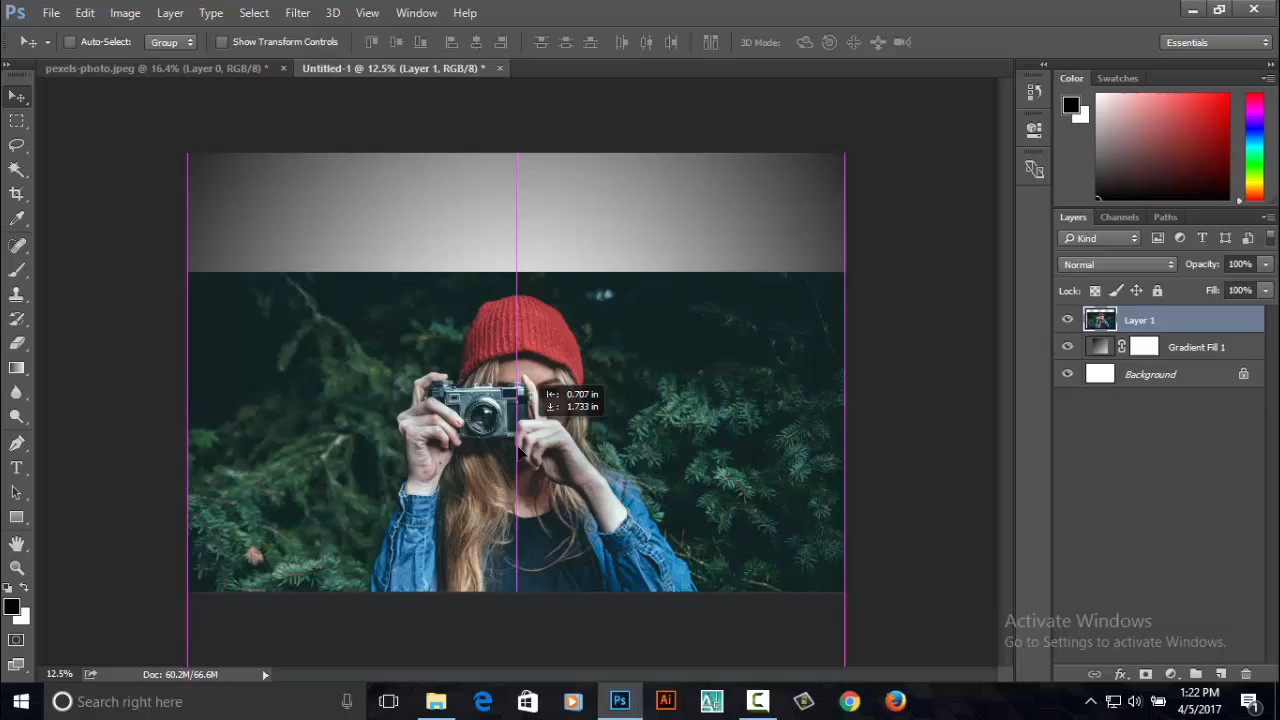 Ps File Edit Image Layer Type Select Filter 3D View Window Help
Auto-Select: Group Show Transform Controls 3D Mode: Essentials
pexels-photo.jpeg @ 16.4% (Layer 0, RGB/8) * × Untitled-1 @ 12.5% (Layer 1, RGB/8) * ×
Color Swatches
Layers Channels Paths
Kind
Normal Opacity: 100%
Lock: Fill: 100%
Layer 1
Gradient Fill 1
Background
0.707 in
1.733 in
Activate Windows
Go to Settings to activate Windows.
12.5% Doc: 60.2M/66.6M
Search right here
Ps Ai
1:22 PM
4/5/2017
1